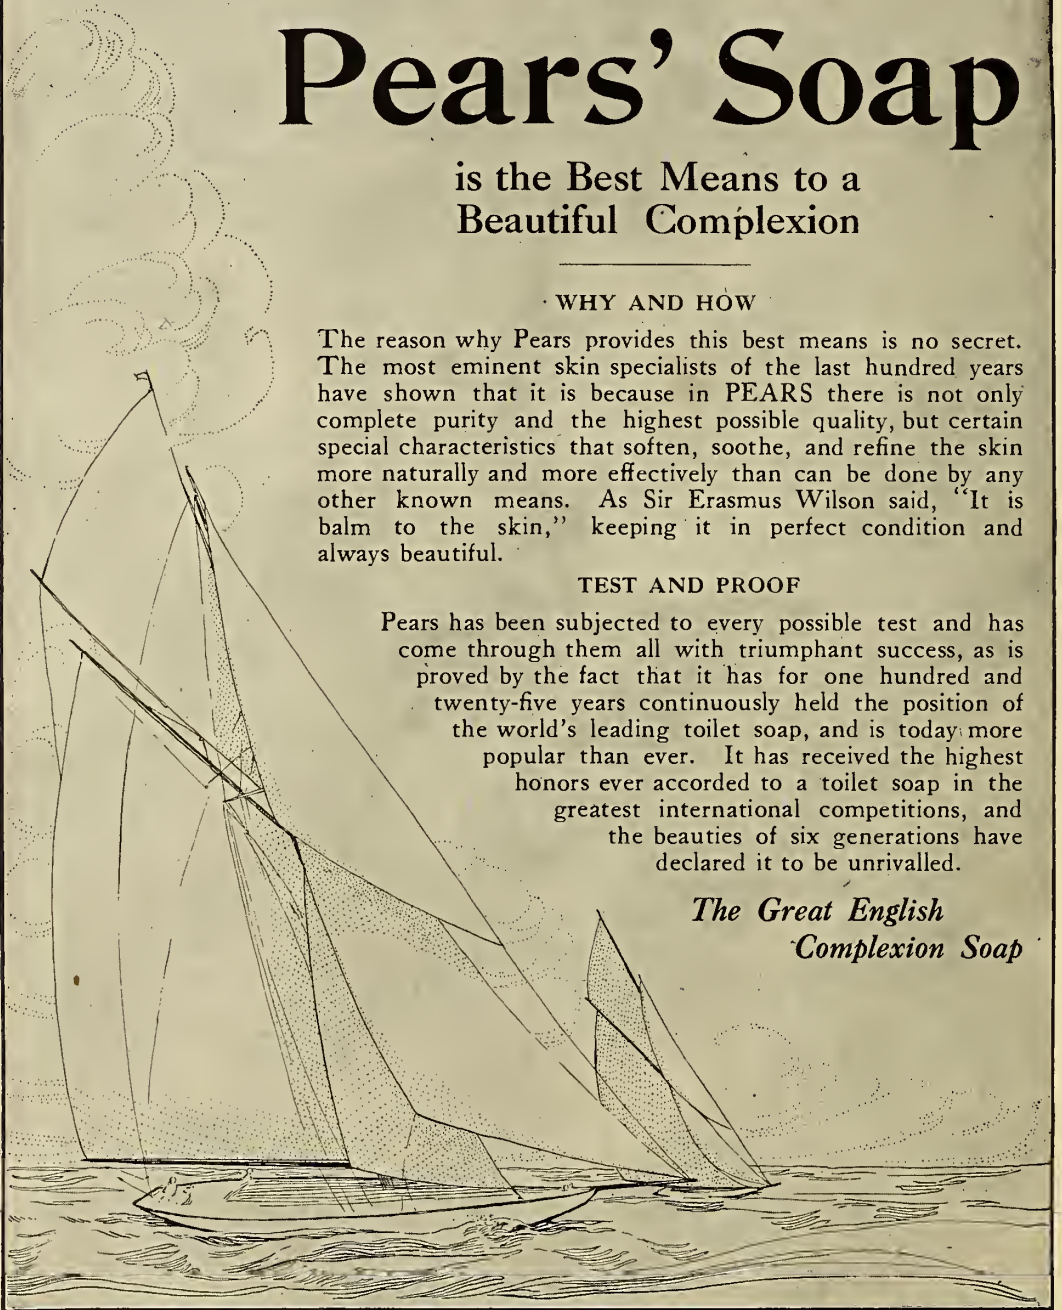 Pears’ Soap
is the Best Means to a
Beautiful Complexion
WHY AND HOW
The reason why Pears provides this best means is no secret.
The most eminent skin specialists of the last hundred years
have shown that it is because in PEARS there is not only
complete purity and the highest possible quality, but certain
special characteristics that soften, soothe, and refine the skin
more naturally and more effectively than can be done by any
other known means. As Sir Erasmus Wilson said, “It is
balm to the skin,” keeping it in perfect condition and
always beautiful.
TEST AND PROOF
Pears has been subjected to every possible test and has
come through them all with triumphant success, as is
proved by the fact that it has for one hundred and
twenty-five years continuously held the position of
the world’s leading toilet soap, and is today more
popular than ever. It has received the highest
honors ever accorded to a toilet soap in the
greatest international competitions, and
the beauties of six generations have
declared it to be unrivalled.
The Great English
Complexion Soap